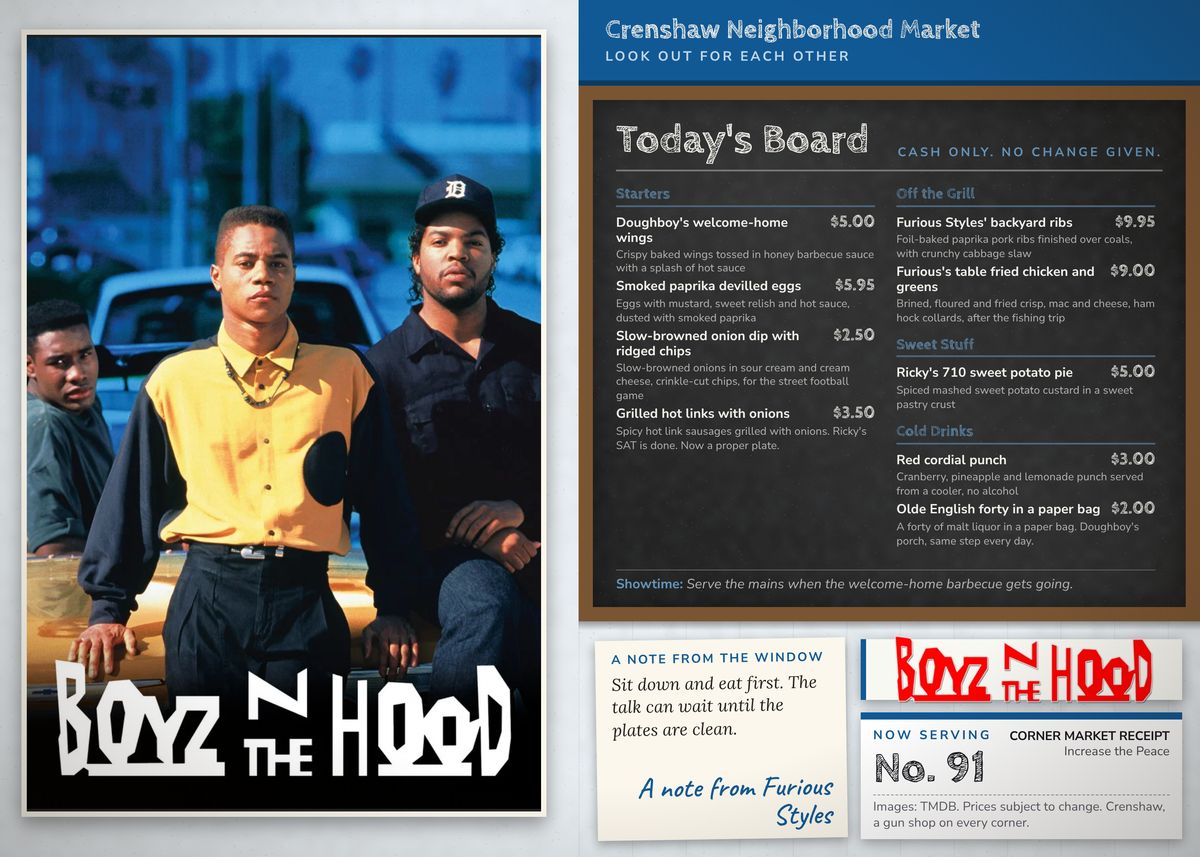 D
BOYZ N THE HOOD
Crenshaw Neighborhood Market
LOOK OUT FOR EACH OTHER
Today's Board
CASH ONLY. NO CHANGE GIVEN.
Starters
Doughboy's welcome-home $5.00
wings
Crispy baked wings tossed in honey barbecue sauce
with a splash of hot sauce
Smoked paprika devilled eggs $5.95
Eggs with mustard, sweet relish and hot sauce,
dusted with smoked paprika
Slow-browned onion dip with $2.50
ridged chips
Slow-browned onions in sour cream and cream
cheese, crinkle-cut chips, for the street football
game
Grilled hot links with onions $3.50
Spicy hot link sausages grilled with onions. Ricky's
SAT is done. Now a proper plate.
Off the Grill
Furious Styles' backyard ribs $9.95
Foil-baked paprika pork ribs finished over coals,
with crunchy cabbage slaw
Furious's table fried chicken and $9.00
greens
Brined, floured and fried crisp, mac and cheese, ham
hock collards, after the fishing trip
Sweet Stuff
Ricky's 710 sweet potato pie $5.00
Spiced mashed sweet potato custard in a sweet
pastry crust
Cold Drinks
Red cordial punch $3.00
Cranberry, pineapple and lemonade punch served
from a cooler, no alcohol
Olde English forty in a paper bag $2.00
A forty of malt liquor in a paper bag. Doughboy's
porch, same step every day.
Showtime: Serve the mains when the welcome-home barbecue gets going.
A NOTE FROM THE WINDOW
Sit down and eat first. The
talk can wait until the
plates are clean.
A note from Furious
Styles
BOYZ N THE HOOD
NOW SERVING
No. 91
CORNER MARKET RECEIPT
Increase the Peace
Images: TMDB. Prices subject to change. Crenshaw,
a gun shop on every corner.